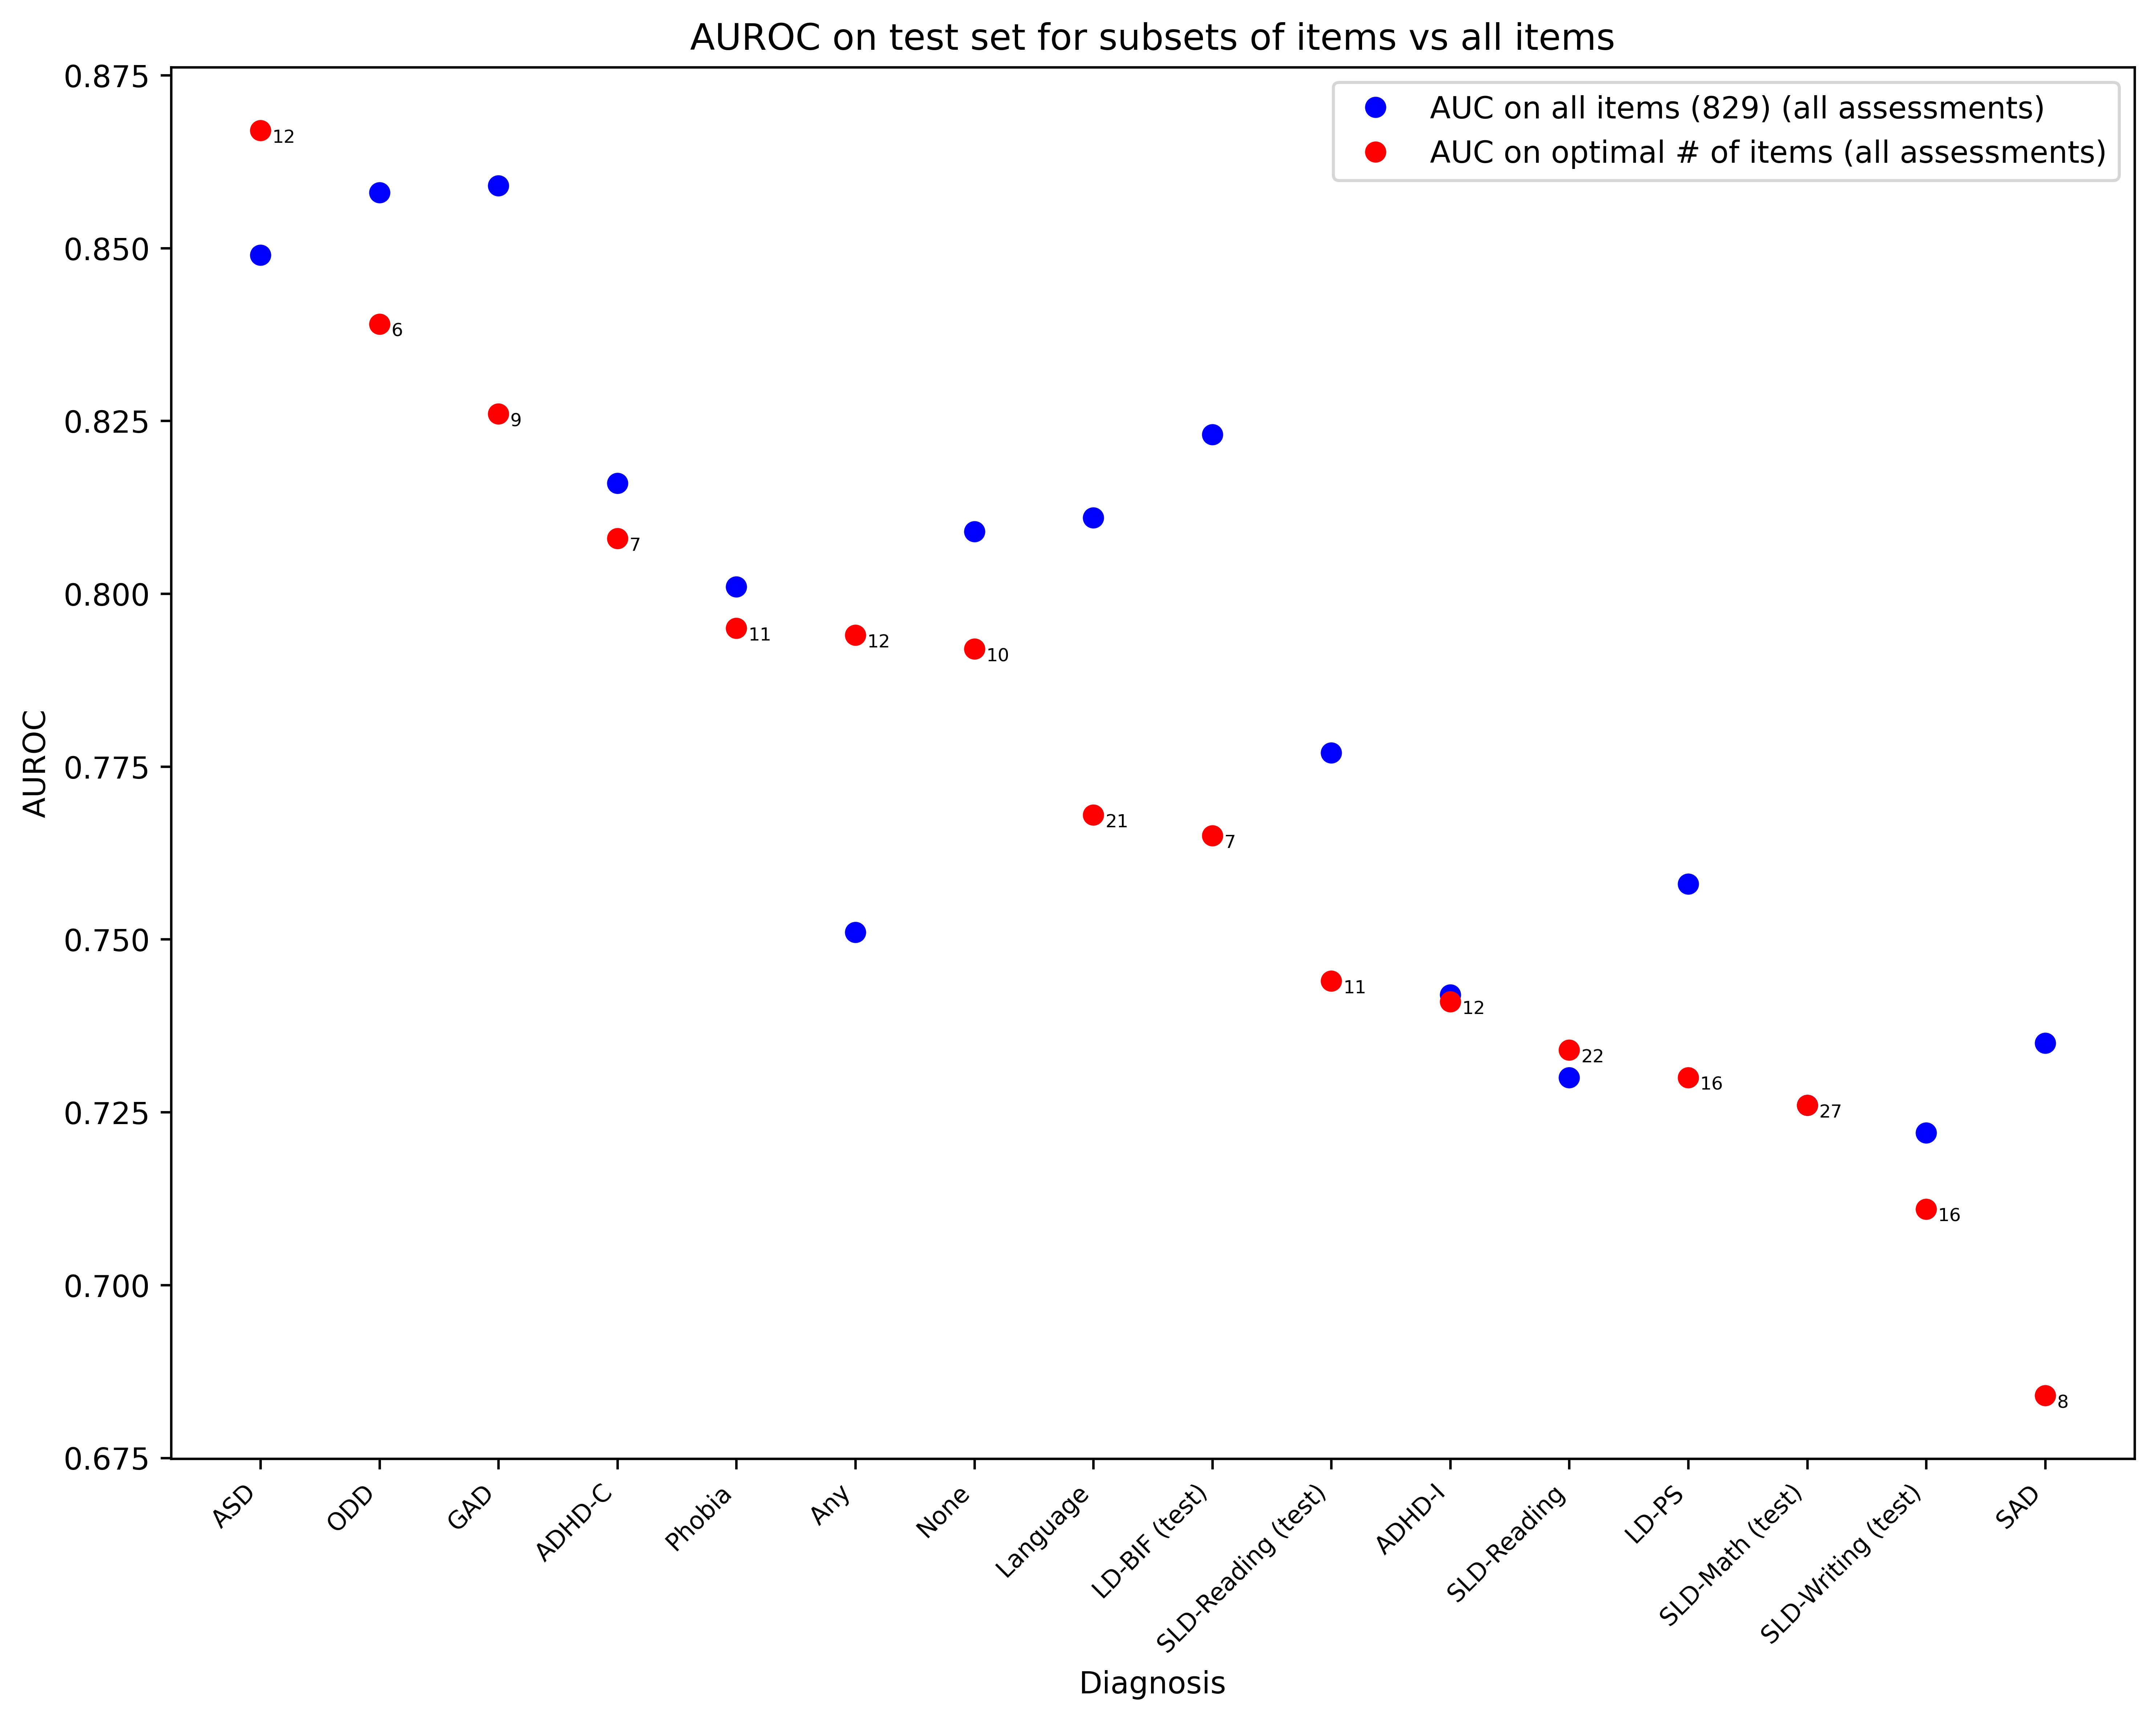 AUROC on test set for subsets of items vs all items
AUC on all items (829) (all assessments)
AUC on optimal # of items (all assessments)
AUROC
0.875
0.850
0.825
0.800
0.775
0.750
0.725
0.700
0.675
12
6
9
7
11
12
10
21
7
11
12
22
16
27
16
8
ASD
ODD
GAD
ADHD-C
Phobia
Any
None
Language
LD-BIF (test)
SLD-Reading (test)
ADHD-I
SLD-Reading
LD-PS
SLD-Math (test)
SLD-Writing (test)
SAD
Diagnosis